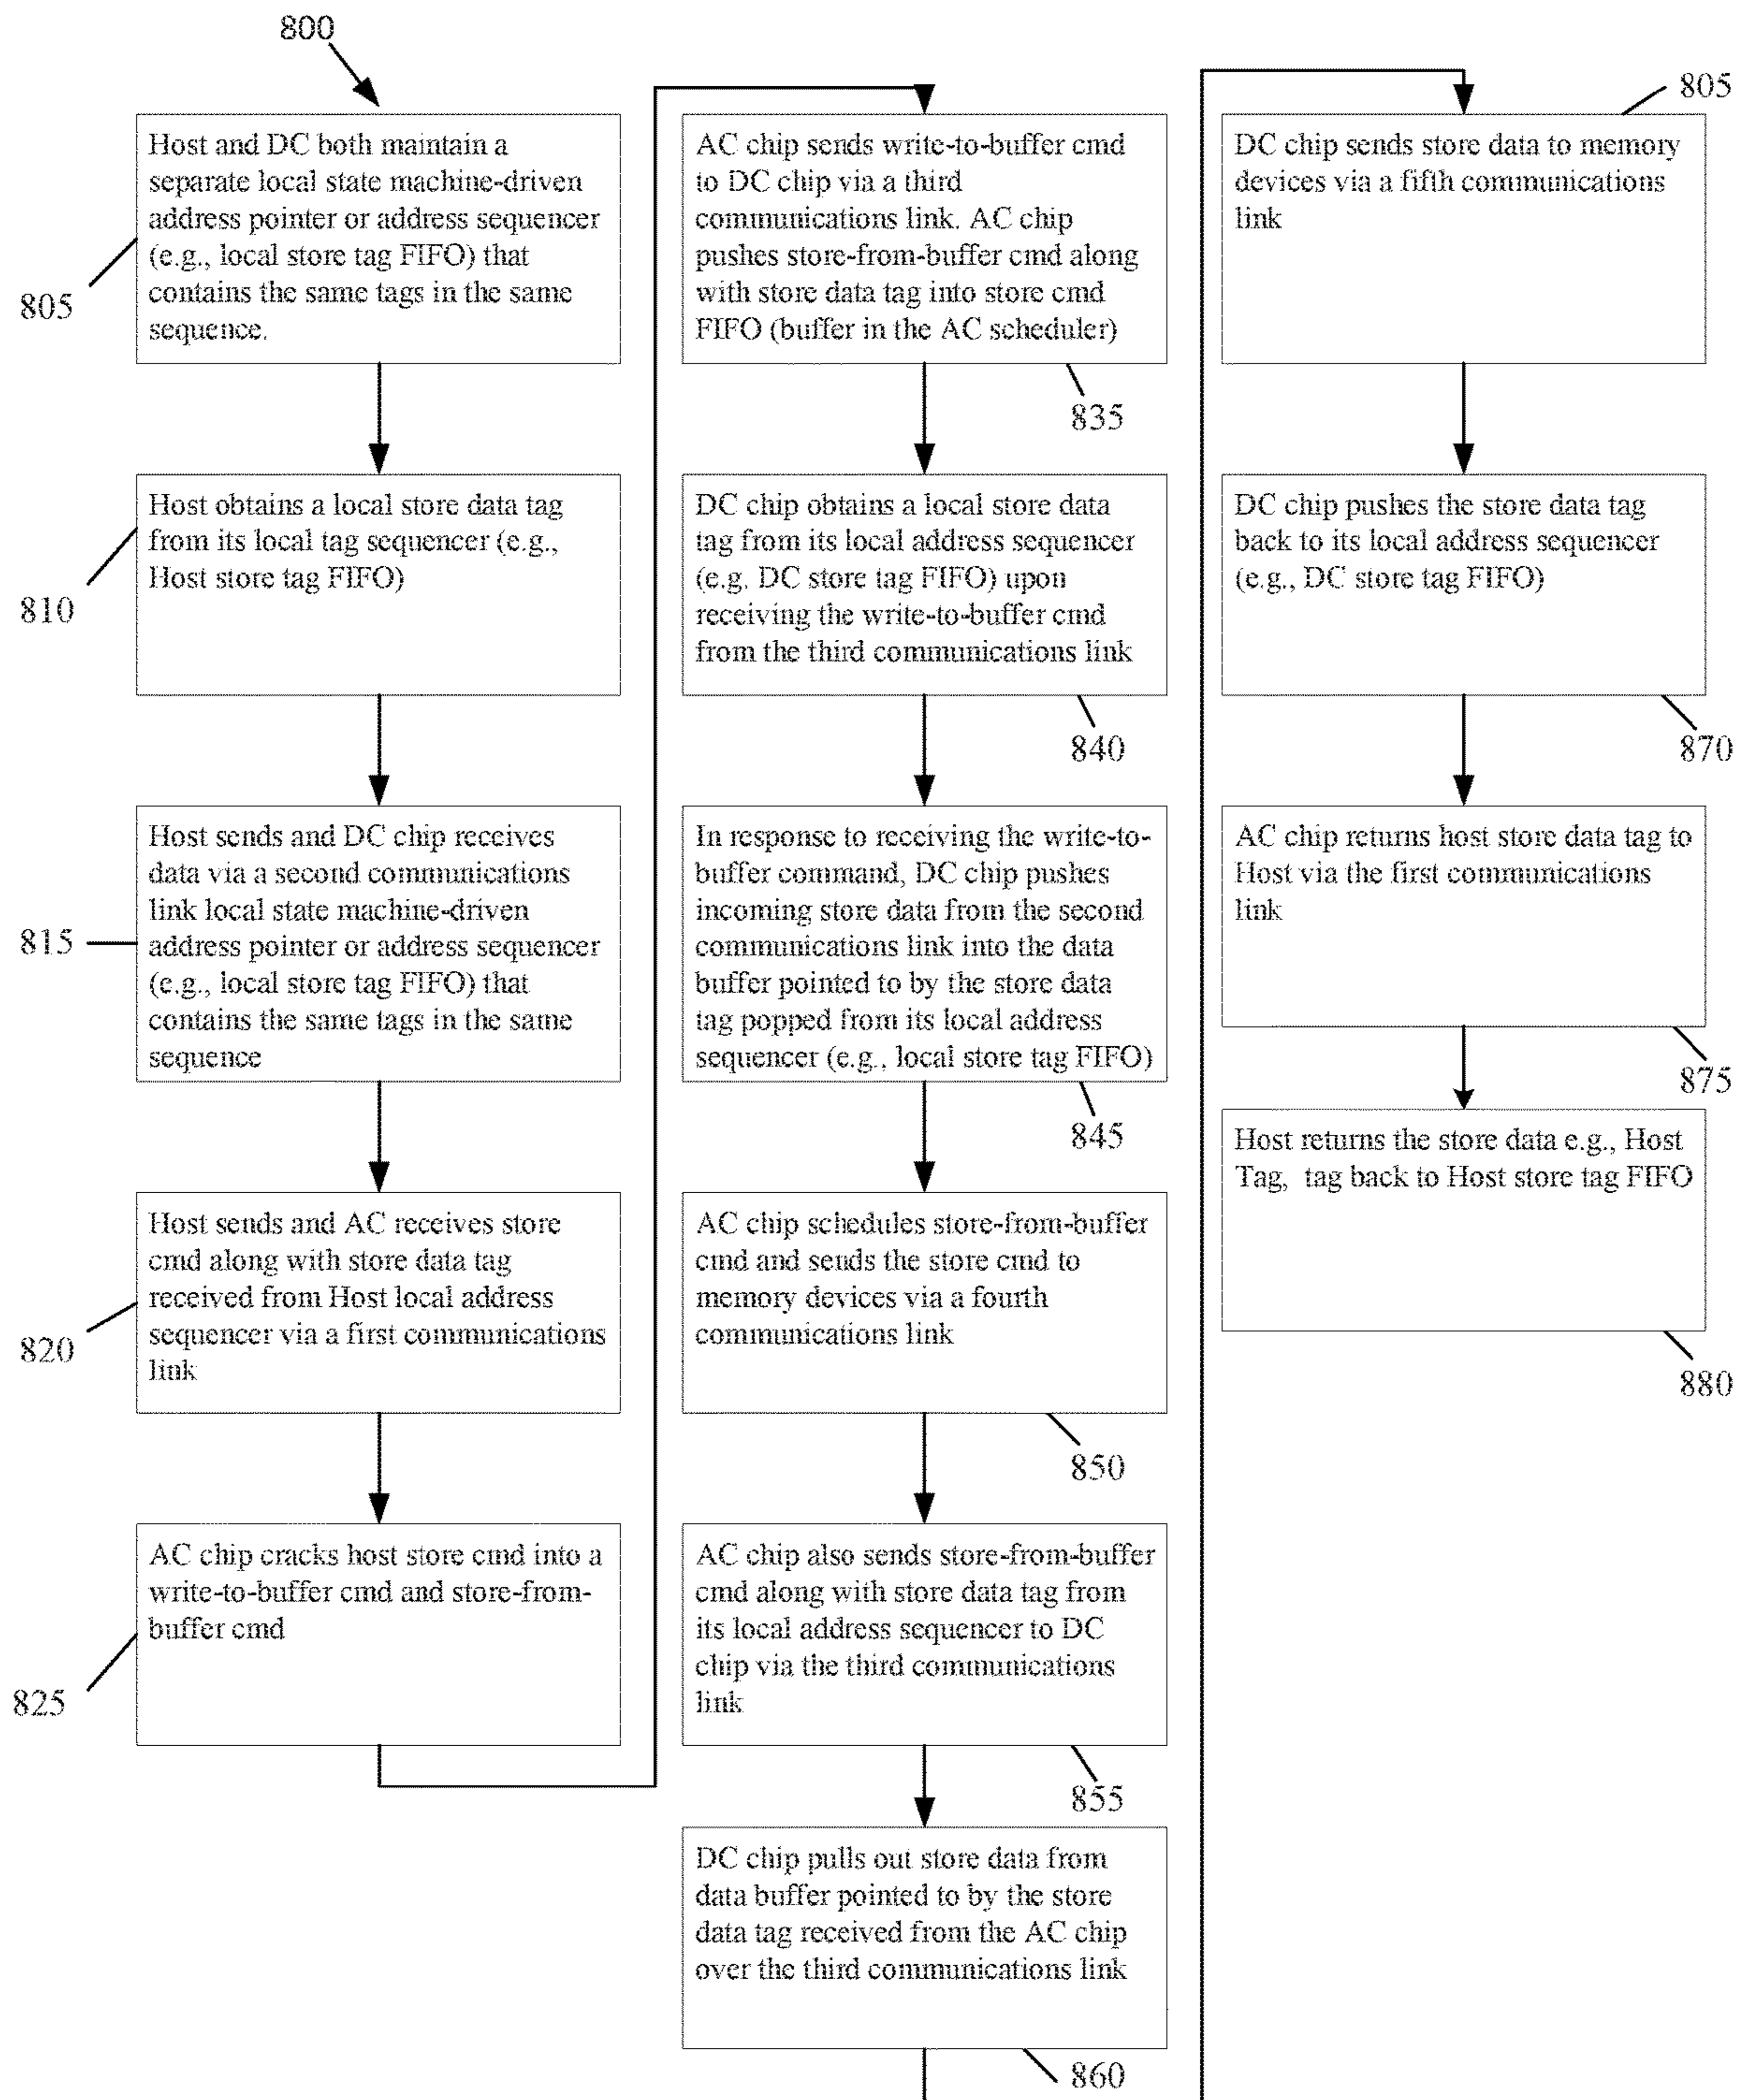 800
Host and DC both maintain a
separate local state machine-driven
address pointer or address sequencer
(e.g., local store tag FIFO) that
contains the same tags in the same
sequence.
805
Host obtains a local store data tag
from its local tag sequencer (e.g.,
Host store tag FIFO)
810
Host sends and DC chip receives
data via a second communications
link local state machine-driven
address pointer or address sequencer
(e.g., local store tag FIFO) that
contains the same tags in the same
sequence
815
Host sends and AC receives store
cmd along with store data tag
received from Host local address
sequencer via a first communications
link
820
AC chip cracks host store cmd into a
write-to-buffer cmd and store-from-
buffer cmd
825
AC chip sends write-to-buffer cmd
to DC chip via a third
communications link. AC chip
pushes store-from-buffer cmd along
with store data tag into store cmd
FIFO (buffer in the AC scheduler)
835
DC chip obtains a local store data
tag from its local address sequencer
(e.g. DC store tag FIFO) upon
receiving the write-to-buffer cmd
from the third communications link
840
In response to receiving the write-to-
buffer command, DC chip pushes
incoming store data from the second
communications link into the data
buffer pointed to by the store data
tag popped from its local address
sequencer (e.g., local store tag FIFO)
845
AC chip schedules store-from-buffer
cmd and sends the store cmd to
memory devices via a fourth
communications link
850
AC chip also sends store-from-buffer
cmd along with store data tag from
its local address sequencer to DC
chip via the third communications
link
855
DC chip pulls out store data from
data buffer pointed to by the store
data tag received from the AC chip
over the third communications link
860
805
DC chip sends store data to memory
devices via a fifth communications
link
DC chip pushes the store data tag
back to its local address sequencer
(e.g., DC store tag FIFO)
870
AC chip returns host store data tag to
Host via the first communications
link
875
Host returns the store data e.g., Host
Tag,  tag back to Host store tag FIFO
880